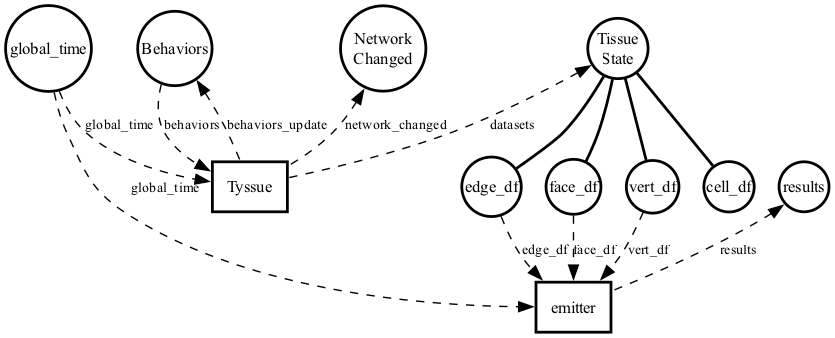 global_time
Behaviors
Network
Changed
Tissue
State
global_time
behaviors
behaviors_update
network_changed
datasets
global_time
Tyssue
edge_df
face_df
vert_df
cell_df
results
edge_df
face_df
vert_df
results
emitter